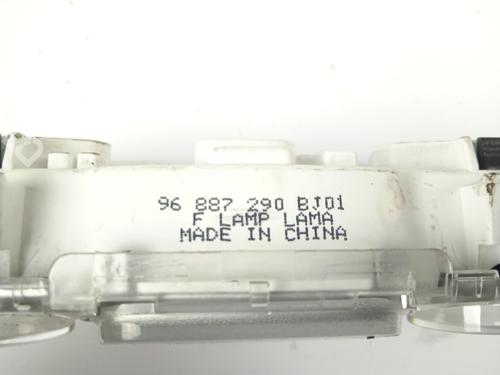 96 887 290 BJ01
F LAMP LAMA
MADE IN CHINA